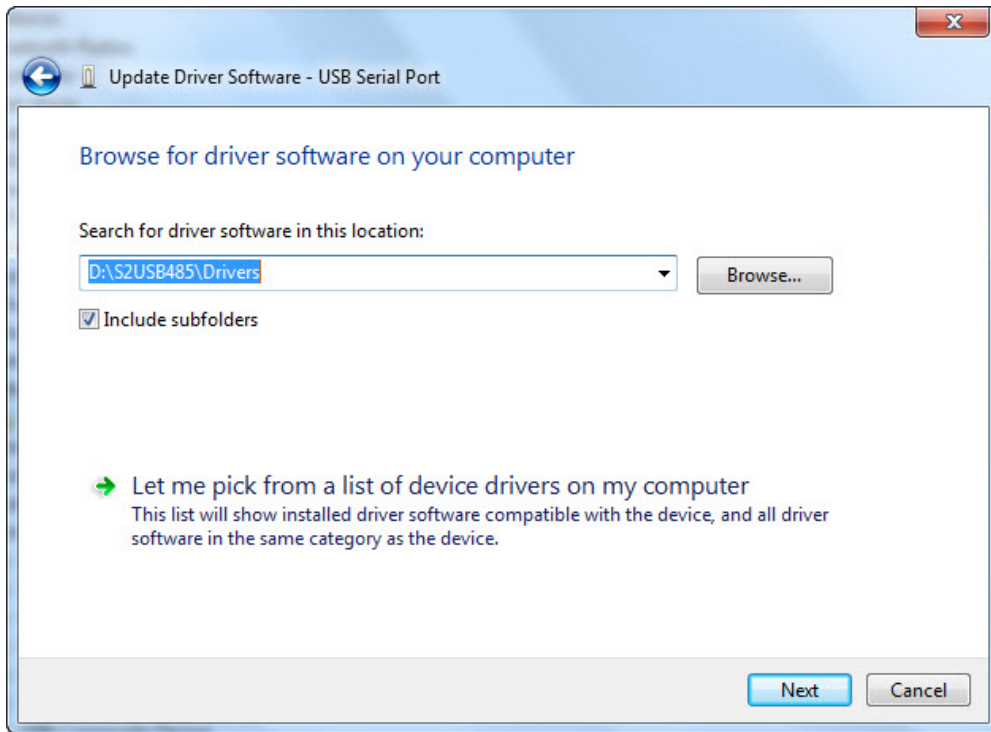 Update Driver Software - USB Serial Port
Browse for driver software on your computer
Search for driver software in this location:
D:\S2USB485\Drivers
Browse...
Include subfolders
Let me pick from a list of device drivers on my computer
This list will show installed driver software compatible with the device, and all driver
software in the same category as the device.
Next
Cancel